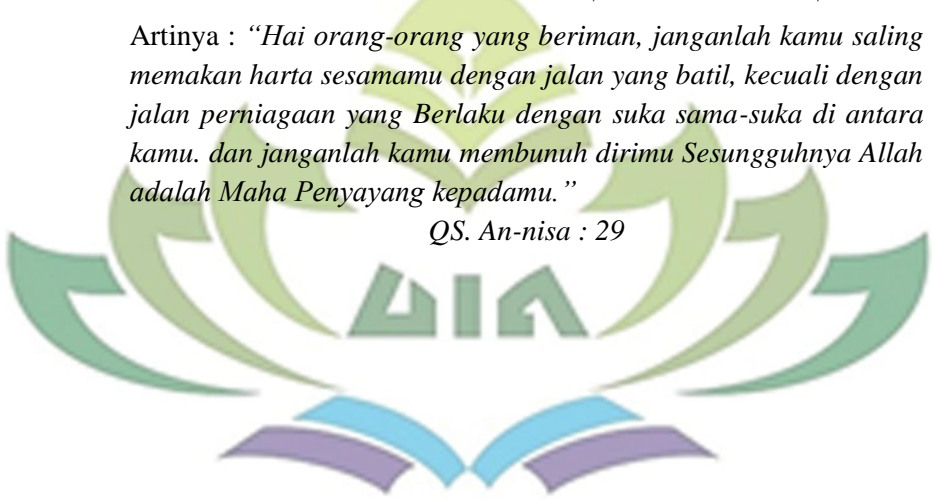 Artinya : “Hai orang-orang yang beriman, janganlah kamu saling
memakan harta sesamamu dengan jalan yang batil, kecuali dengan
jalan perniagaan yang Berlaku dengan suka sama-suka di antara
kamu. dan janganlah kamu membunuh dirimu Sesungguhnya Allah
adalah Maha Penyayang kepadamu.”
QS. An-nisa : 29
UIN